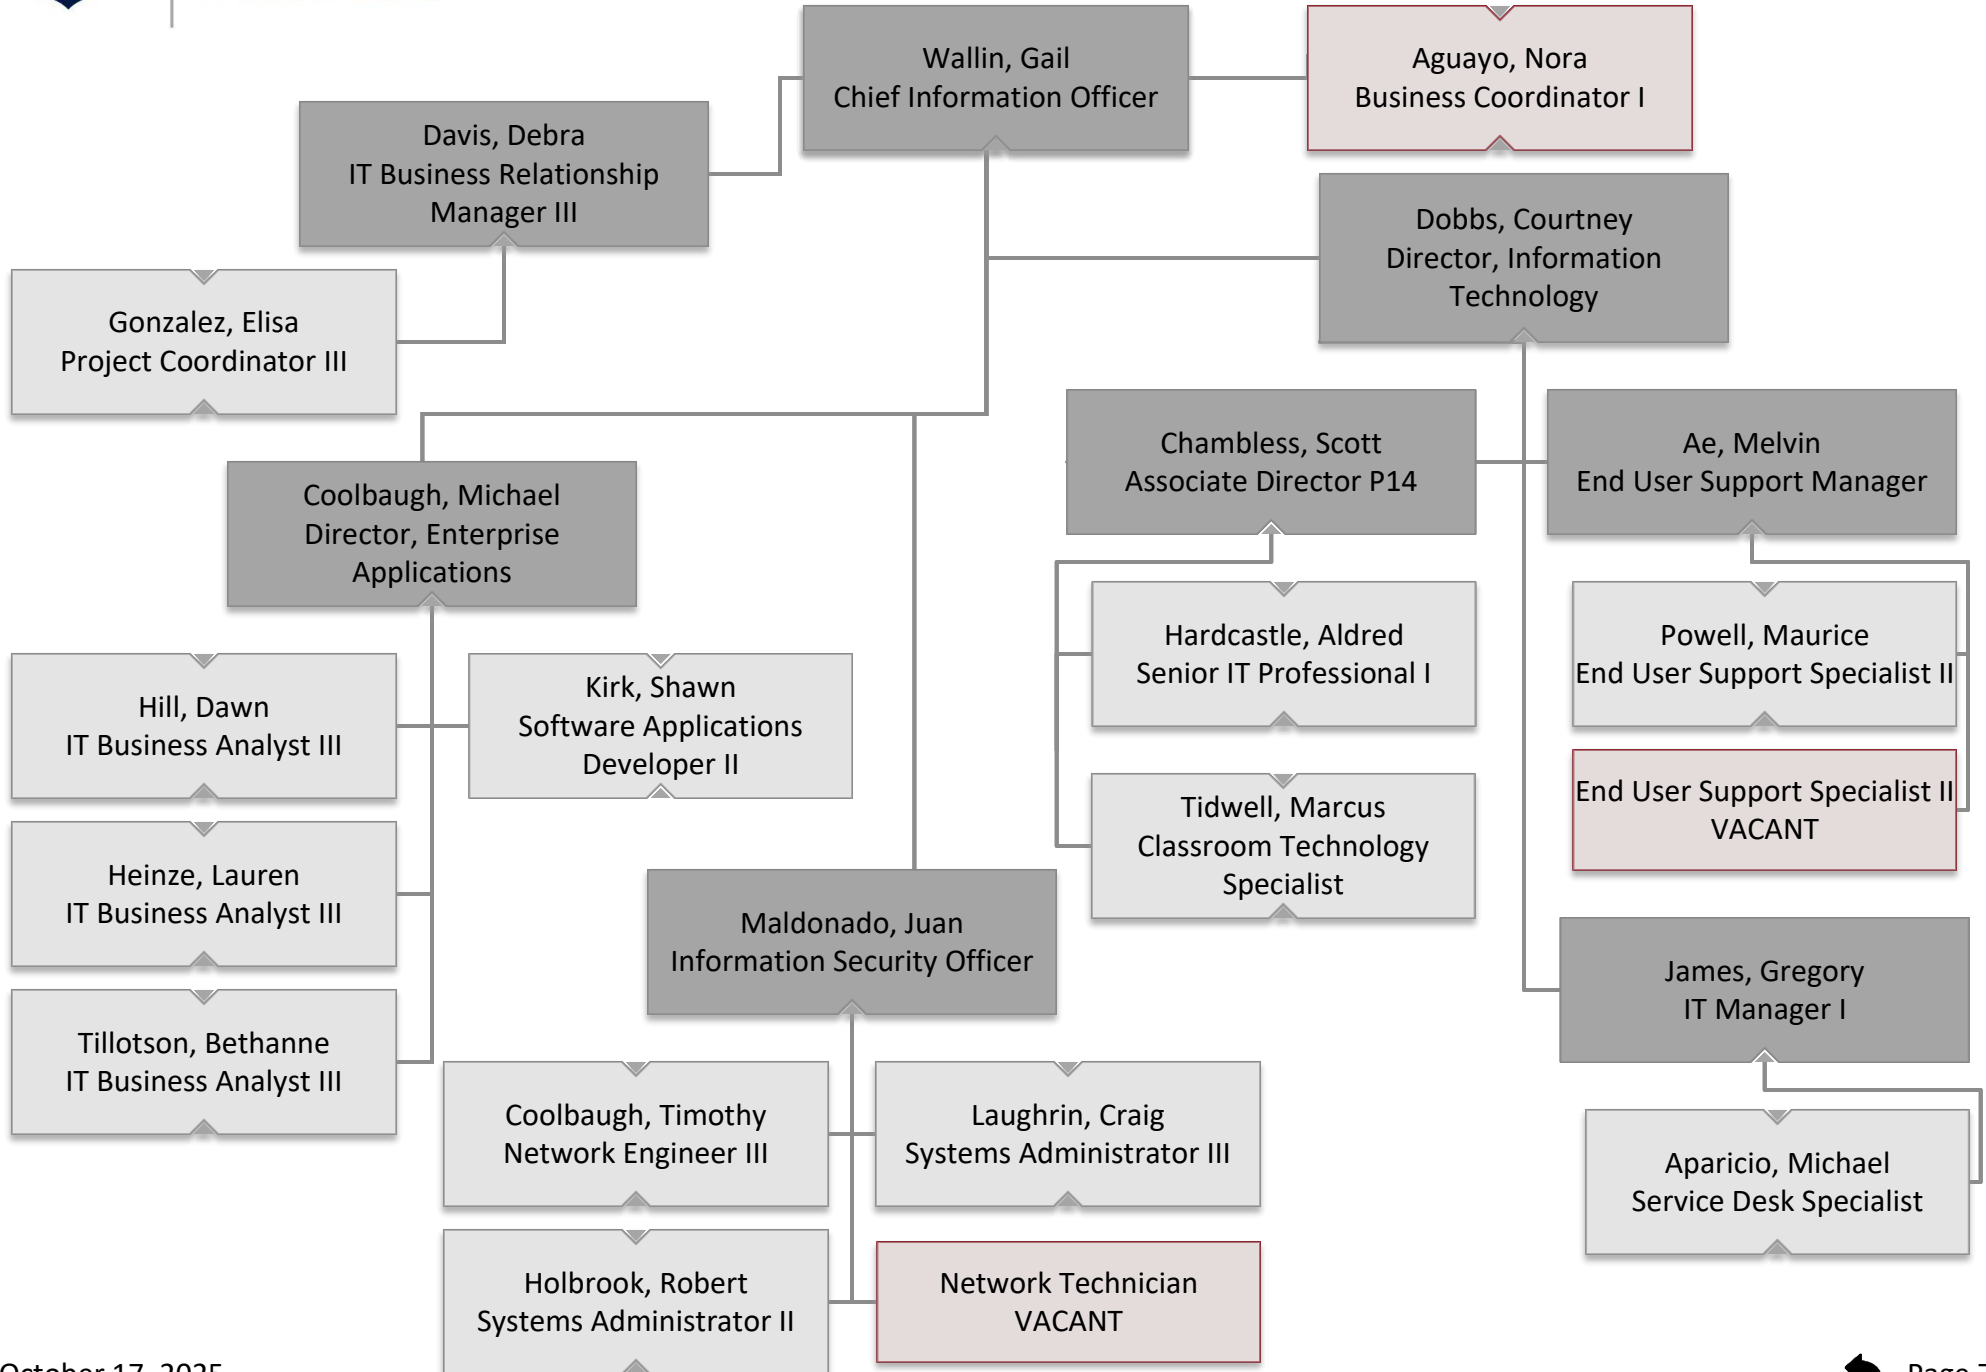 Wallin, Gail
Chief Information Officer
Aguayo, Nora
Business Coordinator I
Davis, Debra
IT Business Relationship
Manager III
Dobbs, Courtney
Director, Information
Technology
Gonzalez, Elisa
Project Coordinator III
Chambless, Scott
Associate Director P14
Ae, Melvin
End User Support Manager
Coolbaugh, Michael
Director, Enterprise
Applications
Hardcastle, Aldred
Senior IT Professional I
Powell, Maurice
End User Support Specialist II
Hill, Dawn
IT Business Analyst III
Kirk, Shawn
Software Applications
Developer II
End User Support Specialist II
VACANT
Tidwell, Marcus
Classroom Technology
Specialist
Heinze, Lauren
IT Business Analyst III
Maldonado, Juan
Information Security Officer
James, Gregory
IT Manager I
Tillotson, Bethanne
IT Business Analyst III
Coolbaugh, Timothy
Network Engineer III
Laughrin, Craig
Systems Administrator III
Aparicio, Michael
Service Desk Specialist
Holbrook, Robert
Systems Administrator II
Network Technician
VACANT
October 17, 2025
Page